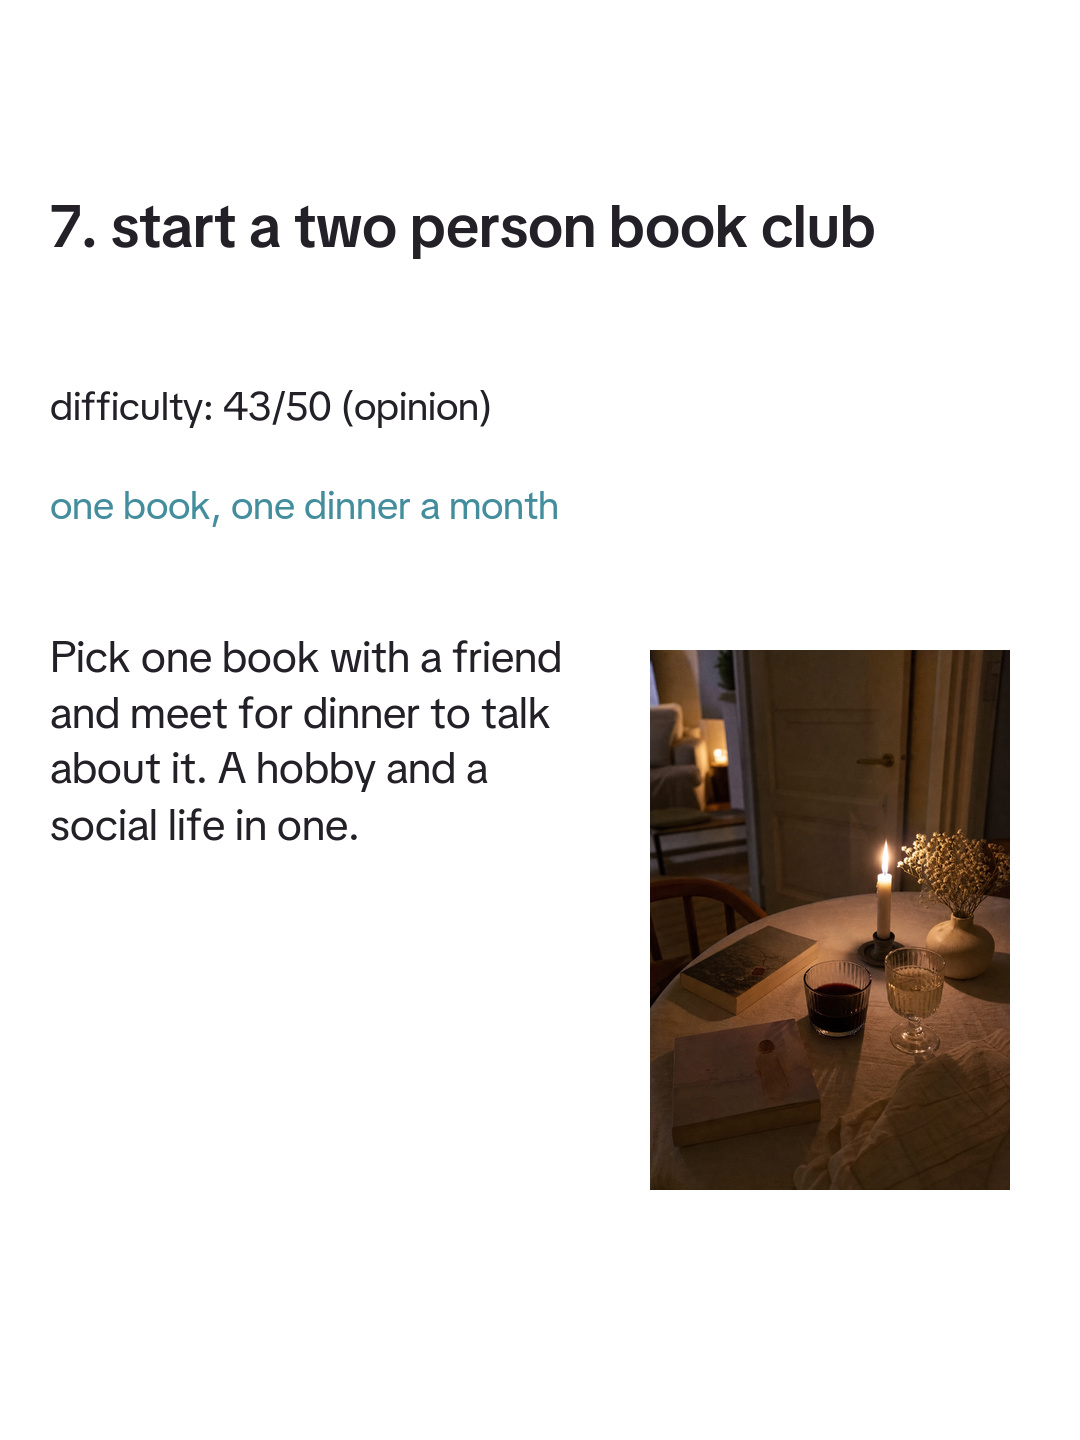 7. start a two person book club
difficulty: 43/50 (opinion)
one book, one dinner a month
Pick one book with a friend
and meet for dinner to talk
about it. A hobby and a
social life in one.